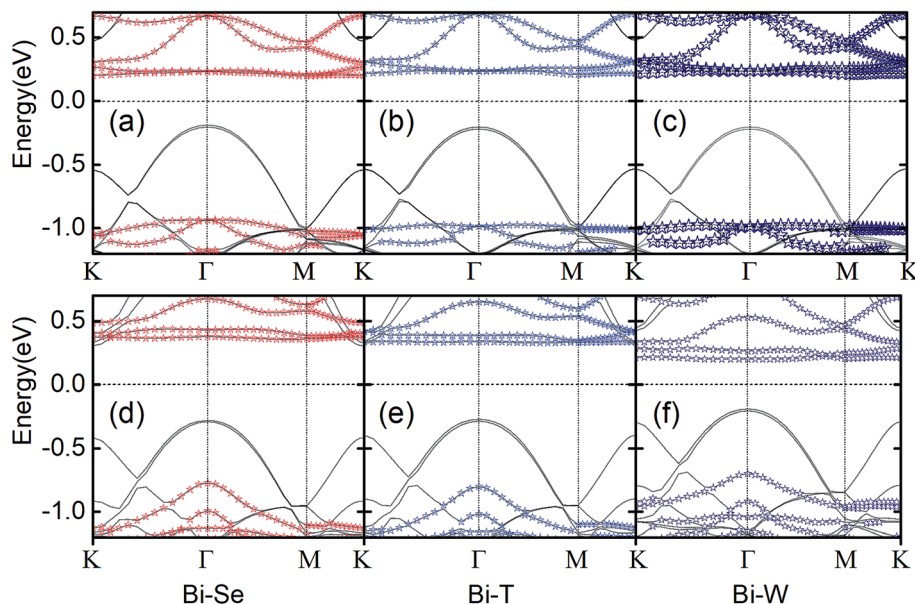 Energy(eV)
0.5
0.0
-0.5
-1.0
(a)
(b)
(c)
K
Γ
M
K
Γ
M
K
Γ
M
K
Energy(eV)
0.5
0.0
-0.5
-1.0
(d)
(e)
(f)
K
Γ
M
K
Γ
M
K
Γ
M
K
Bi-Se
Bi-T
Bi-W